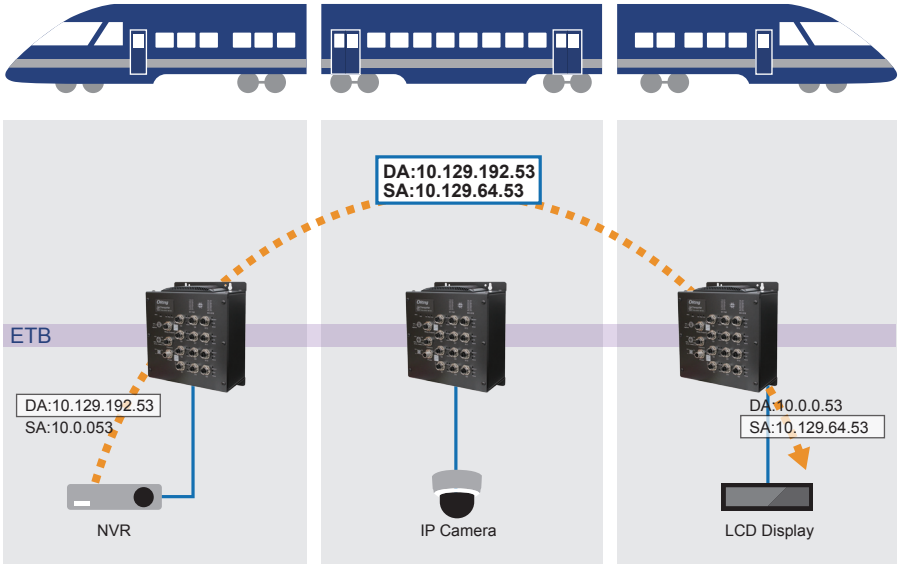 DA:10.129.192.53
SA:10.129.64.53
ETB
DA:10.129.192.53
SA:10.0.053
DA:10.0.0.53
SA:10.129.64.53
NVR
IP Camera
LCD Display